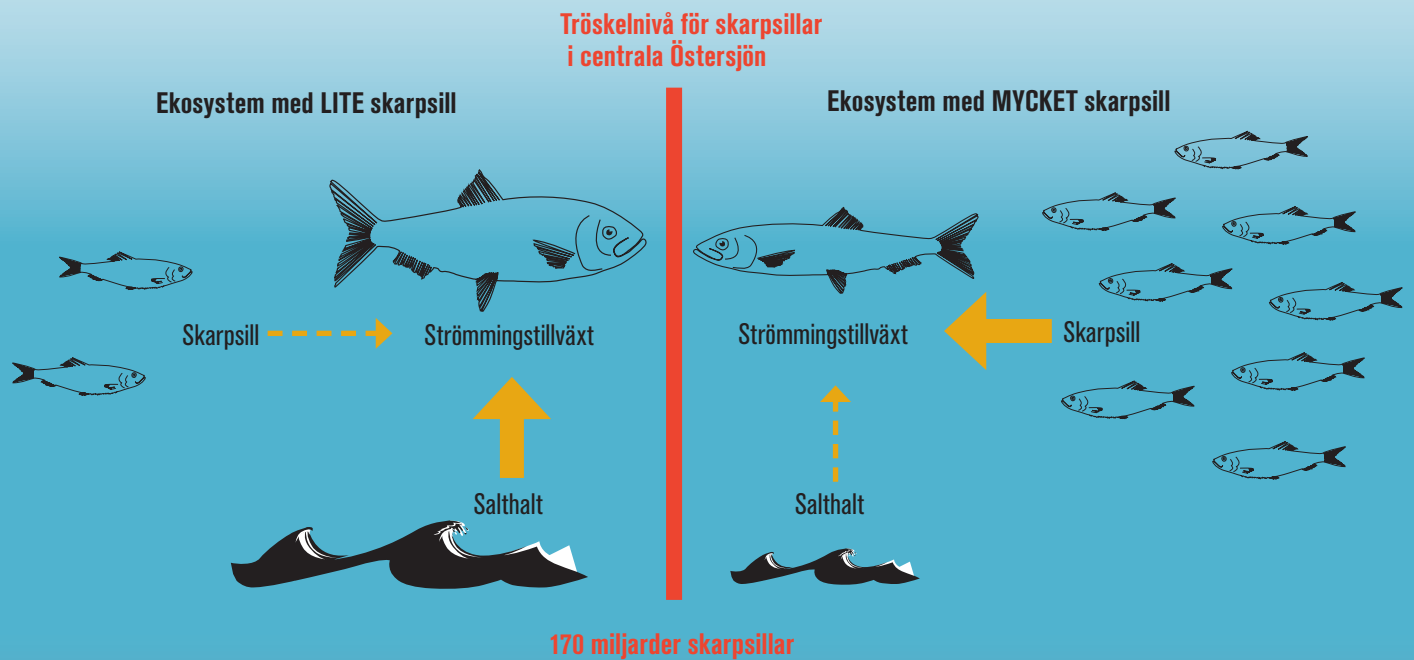 Tröskelnivå för skarpsillar
i centrala Östersjön
Ekosystem med LITE skarpsill
Ekosystem med MYCKET skarpsill
Skarpsill
Strömmingstillväxt
Strömmingstillväxt
Skarpsill
Salthalt
Salthalt
170 miljarder skarpsillar